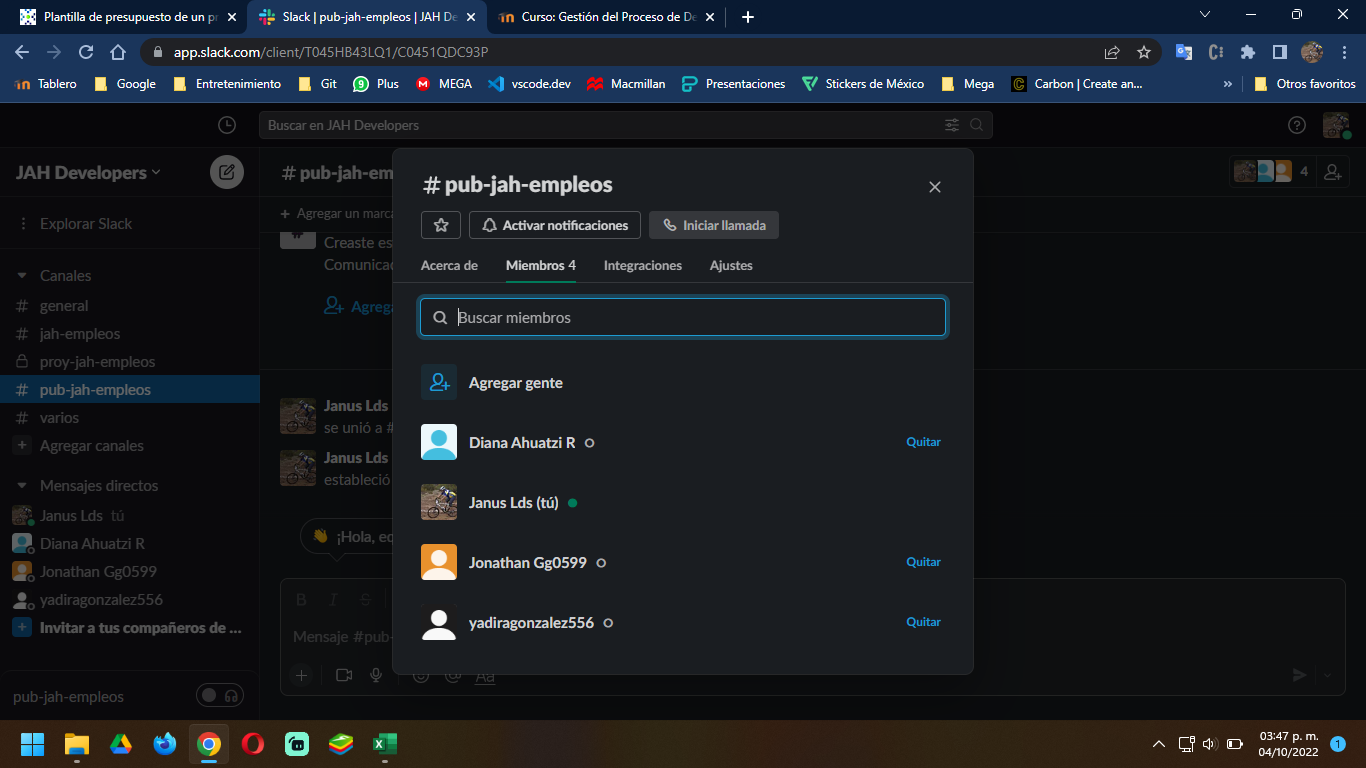 Plantilla de presupuesto de un pr
Slack | pub-jah-empleos | JAH De
Curso: Gestión del Proceso de De
app.slack.com/client/T045HB43LQ1/C0451QDC93P
Tablero
Google
Entretenimiento
Git
Plus
MEGA
vscode.dev
Macmillan
Presentaciones
Stickers de México
Mega
Carbon | Create an...
»
Otros favoritos
Buscar en JAH Developers
JAH Developers
# pub-jah-em
4
Explorar Slack
+ Agregar un marca
Creaste es
Comunicac
Agrega
Canales
# general
# jah-empleos
proy-jah-empleos
# pub-jah-empleos
# varios
+ Agregar canales
Mensajes directos
Janus Lds tú
Diana Ahuatzi R
Jonathan Gg0599
yadiragonzalez556
+ Invitar a tus compañeros de ...
pub-jah-empleos
Janus Lds
se unió a #
Janus Lds
estableció
¡Hola, eq
B I S
Mensaje #pub-
Aa
# pub-jah-empleos
Activar notificaciones
Iniciar llamada
Acerca de
Miembros 4
Integraciones
Ajustes
Buscar miembros
Agregar gente
Diana Ahuatzi R
Quitar
Janus Lds (tú)
Jonathan Gg0599
Quitar
yadiragonzalez556
Quitar
03:47 p. m.
04/10/2022
1